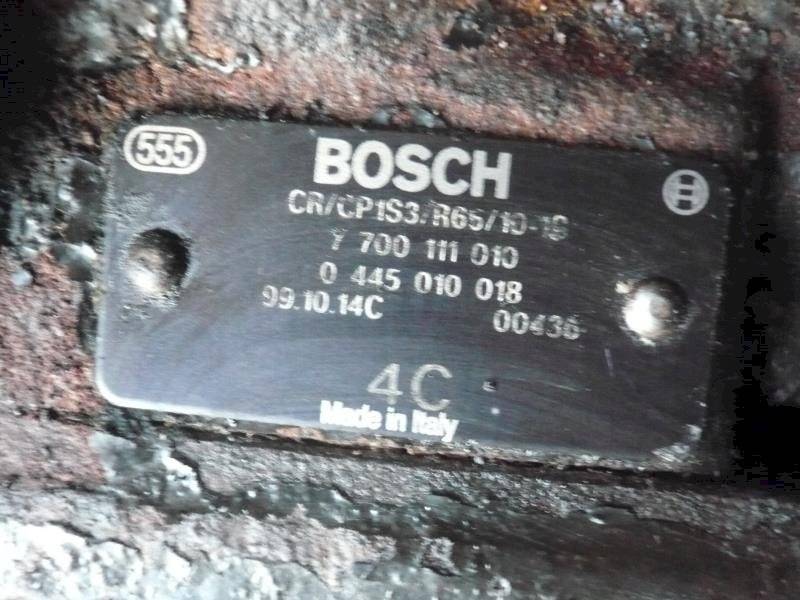 555
BOSCH
CR/CP1S3/R65/10-1S
7 700 111 010
0 445 010 018
99.10.14C 00436
4C
Made in Italy